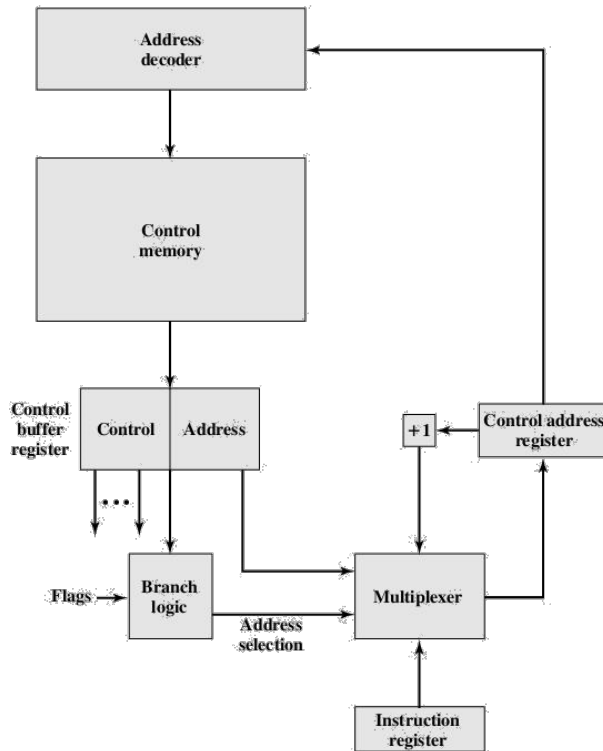 Address
decoder
Control
memory
Control
buffer
register
Control
Address
+1
Control address
register
Flags
Branch
logic
Address
selection
Multiplexer
Instruction
register